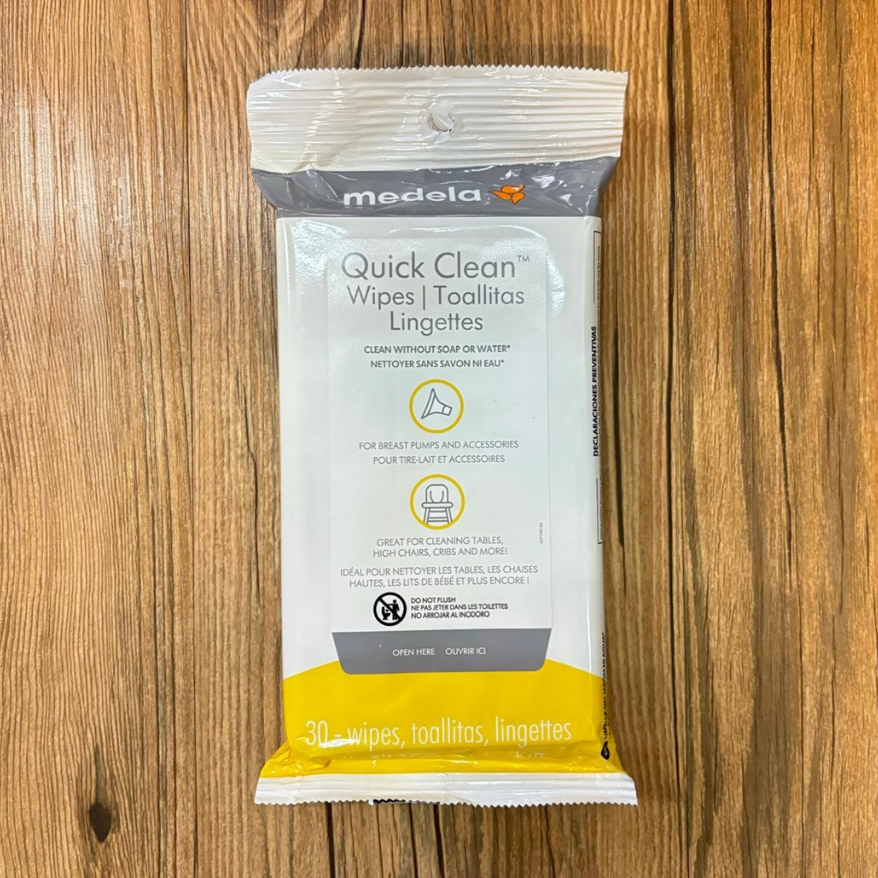 medela
Quick Clean™
Wipes | Toallitas
Lingettes
CLEAN WITHOUT SOAP OR WATER*
NETTOYER SANS SAVON NI EAU*
FOR BREAST PUMPS AND ACCESSORIES
POUR TIRE-LAIT ET ACCESSOIRES
GREAT FOR CLEANING TABLES,
HIGH CHAIRS, CRIBS AND MORE!
IDÉAL POUR NETTOYER LES TABLES, LES CHAISES
HAUTES, LES LITS DE BÉBÉ ET PLUS ENCORE !
DO NOT FLUSH
NE PAS JETER DANS LES TOILETTES
NO ARROJAR AL INODORO
OPEN HERE OUVRIR ICI
30 - wipes, toallitas, lingettes
DECLARACIONES PREVENTIVAS